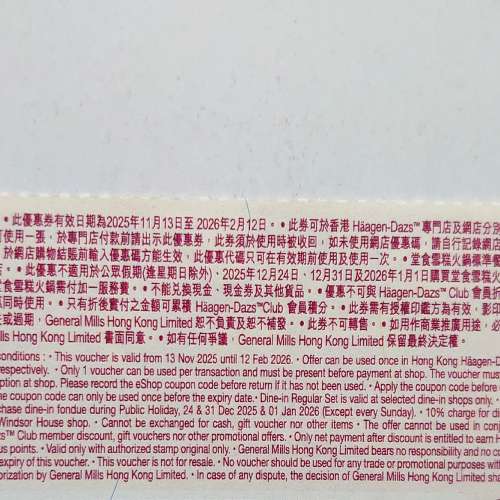 • 此優惠券有效日期為2025年11月13日至 2026年2月12日。• 此券可於香港 Häagen-Dazs™專門店及網店分別
可使用一張，於專門店付款前請出示此優惠券，此券須於使用時被收回，如未使用網店優惠碼，請自行記錄網店
於網店購物結賬前輸入優惠碼方能生效，此優惠代碼只可在有效期前使用及使用一次。• 堂食雪糕火鍋禮準
。• 此優惠不適用於公眾假期(逢星期日除外)、2025年12月24日、12月31日及2026年1月1日購買堂食雪糕
食雪糕火鍋需付加一服務費。• 不能兌換現金，現金券及其他貨品。• 優惠不可與 Häagen-Dazs™Club 會員折
惠同時使用。• 只有折後實付之金額可累積 Häagen-Dazs™Club 會員積分。• 此券需有授權印鑑方為有效，影印
失或過期，General Mills Hong Kong Limited 恕不負責及恕不補發。• 此券不可轉售。• 如用作商業推廣用途，必
Mills Hong Kong Limited 書面同意。• 如有任何爭議，General Mills Hong Kong Limited 保留最終決定權。
conditions : • This voucher is valid from 13 Nov 2025 until 12 Feb 2026. • Offer can be used once in Hong Kong Häagen-D
respectively. • Only 1 voucher can be used per transaction and must be present before payment at shop. The voucher mus
ption at shop. Please record the eShop coupon code before return if it has not been used. • Apply the coupon code before
the coupon code can only be used once before the expiry date.• Dine-in Regular Set is valid at selected dine-in shops only.
chase dine-in fondue during Public Holiday, 24 & 31 Dec 2025 & 01 Jan 2026 (Except every Sunday). • 10% charge for di
Windsor House shop. • Cannot be exchanged for cash, gift voucher nor other items • The offer cannot be used in conj
zs™ Club member discount, gift vouchers nor other promotional offers. • Only net payment after discount is entitled to earn H
us points. • Valid only with authorized stamp original only. • General Mills Hong Kong Limited bears no responsibility and no co
expiry of this voucher. • This voucher is not for resale. • No voucher should be used for any trade or promotional purposes with
orization by General Mills Hong Kong Limited. • In case of any dispute, the decision of General Mills Hong Kong Limited sh